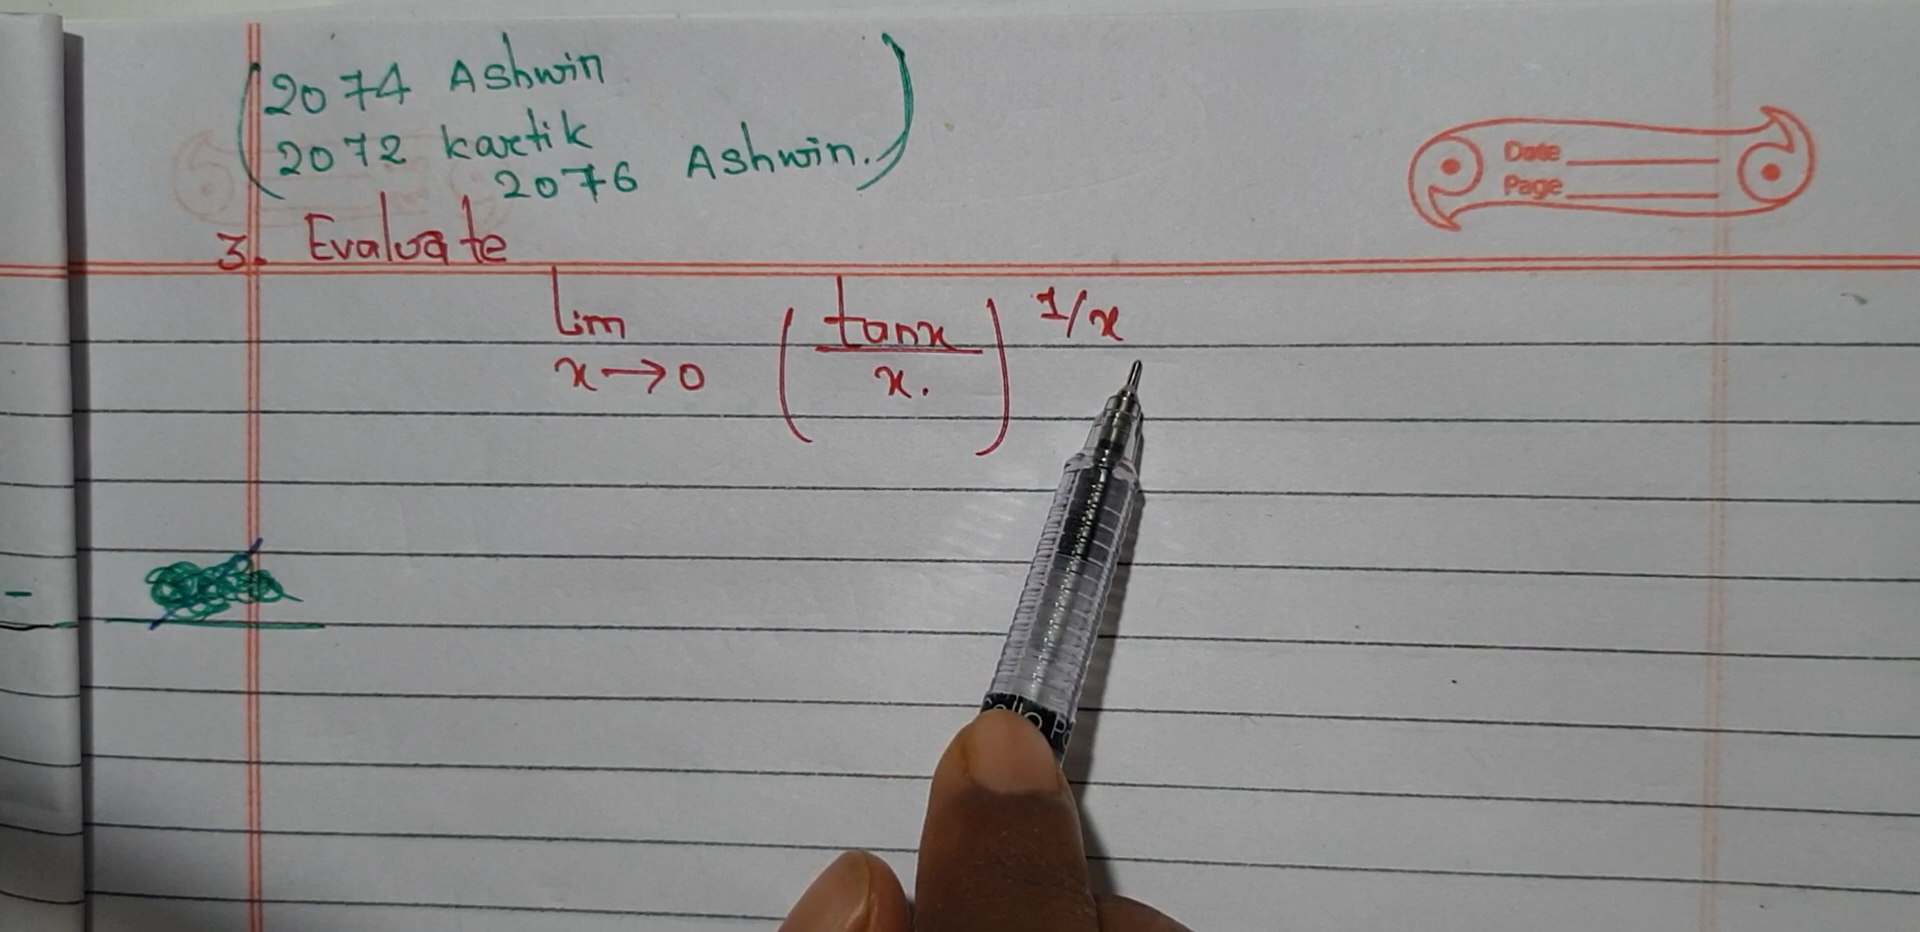 (2074 Ashwin
2072 kartik
2076 Ashwin.)
Date
Page
3. Evaluate
lim x→0 (tanx/x.)^1/x